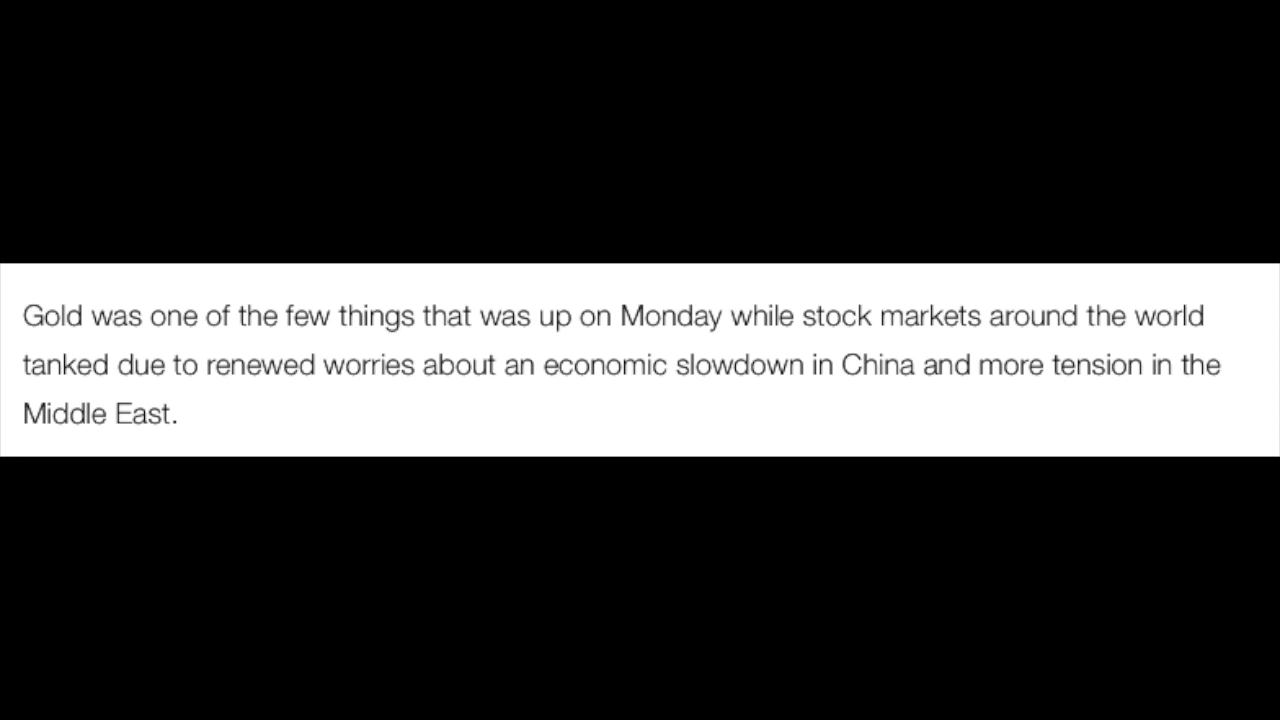 Gold was one of the few things that was up on Monday while stock markets around the world
tanked due to renewed worries about an economic slowdown in China and more tension in the
Middle East.